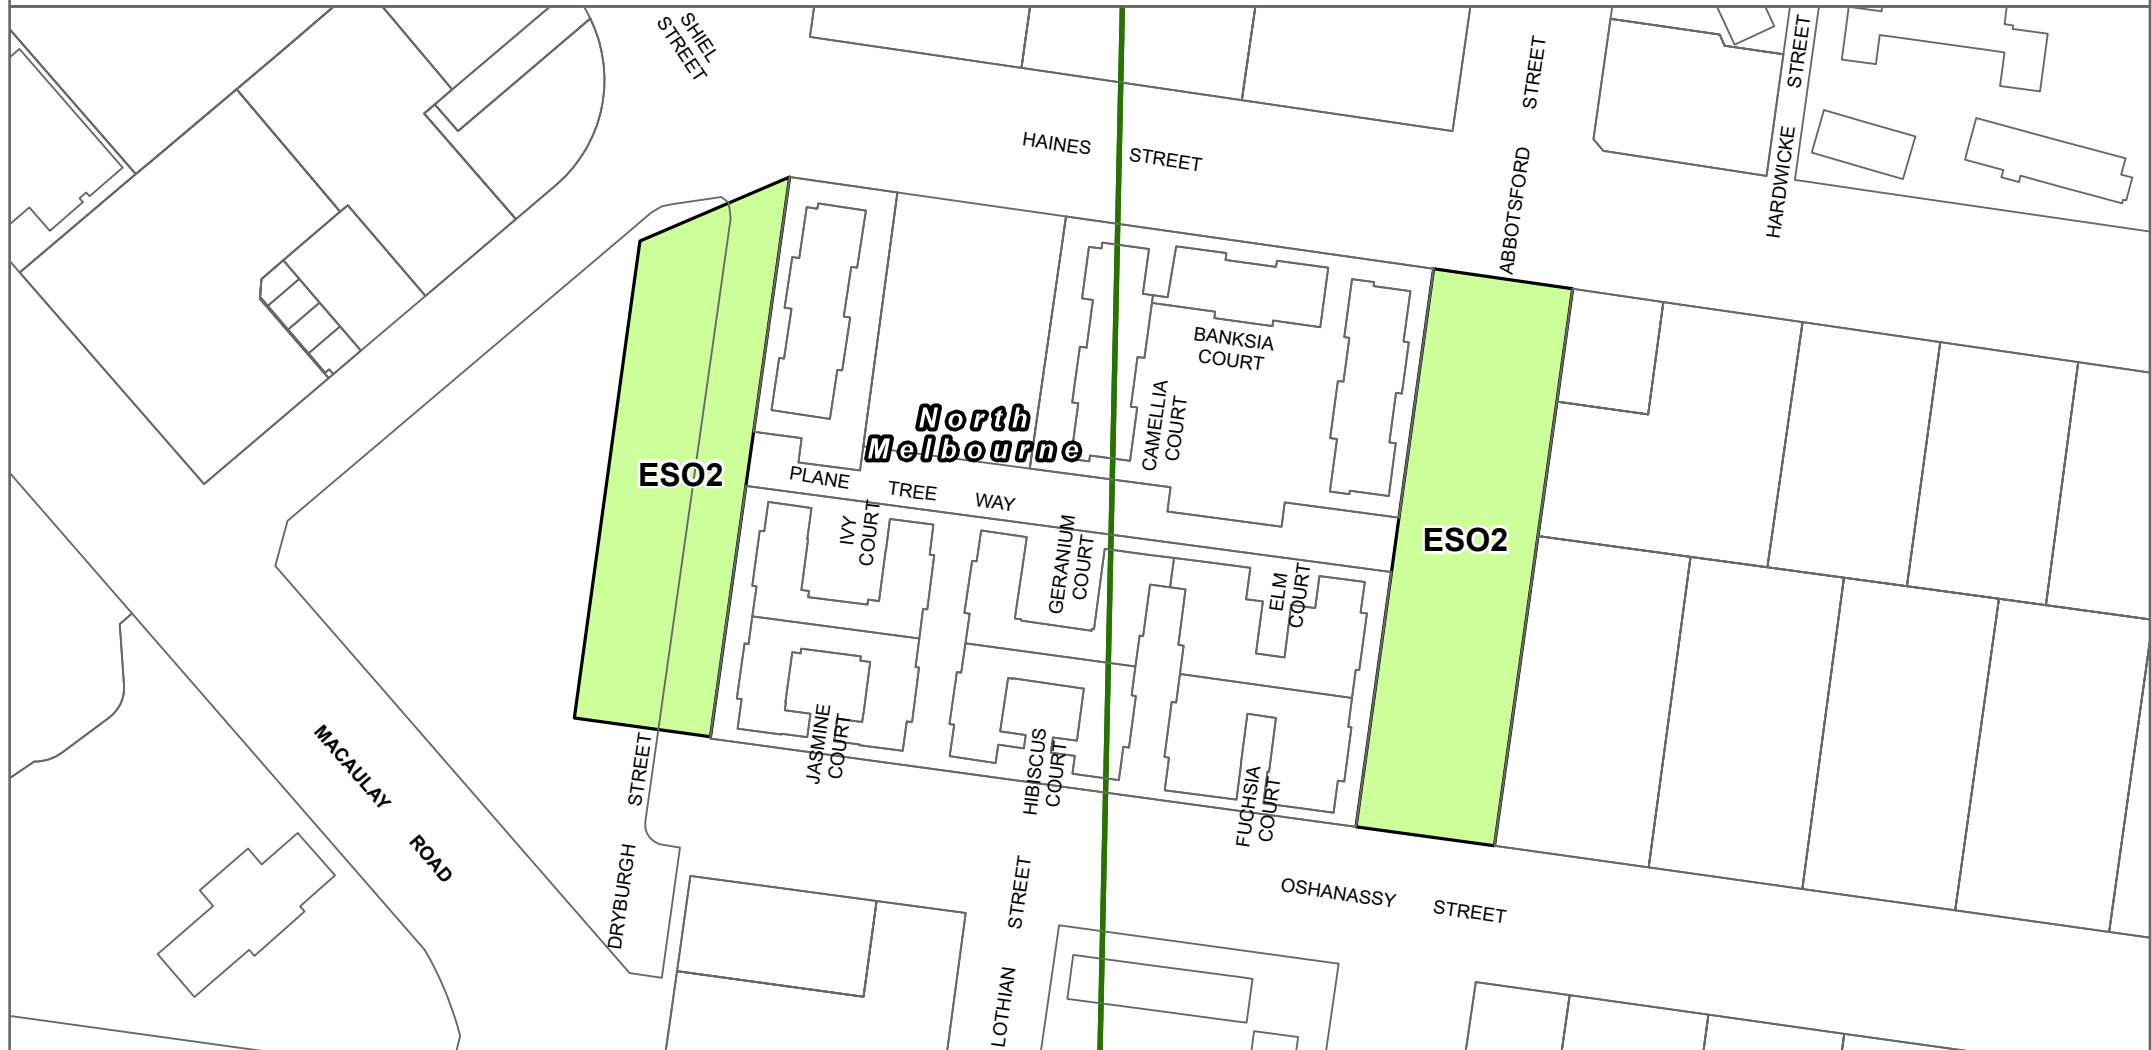 SHIEL
STREET
HAINES STREET
ABBOTSFORD STREET
HARDWICKE STREET
BANKSIA
COURT
CAMELLIA
COURT
North
Melbourne
ESO2
ESO2
PLANE TREE WAY
IVY
COURT
GERANIUM
COURT
ELM
COURT
JASMINE
COURT
HIBISCUS
COURT
FUCHSIA
COURT
MACAULAY ROAD
DRYBURGH STREET
LOTHIAN STREET
OSHANASSY STREET